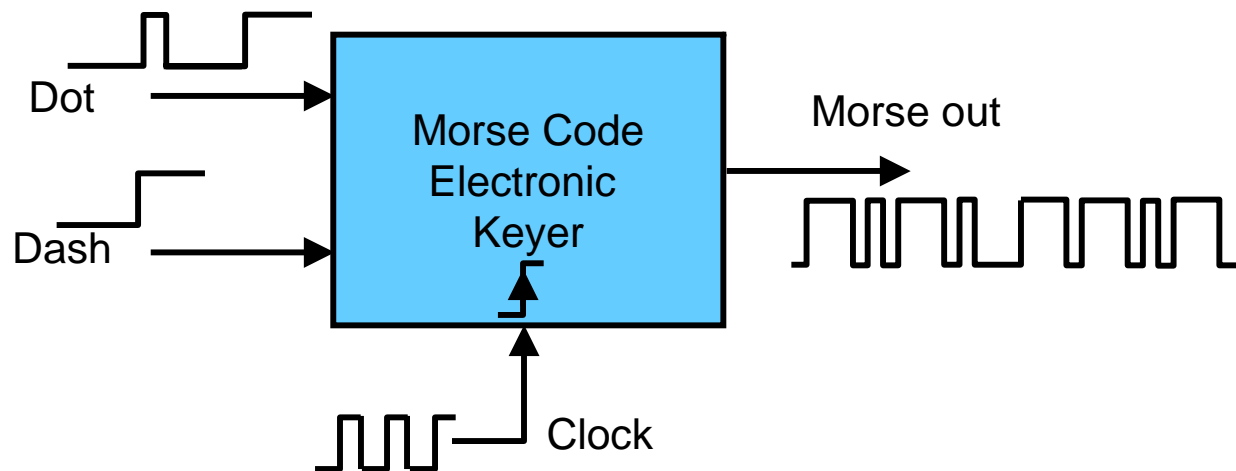 Dot
Morse Code
Electronic
Keyer
Morse out
Dash
Clock